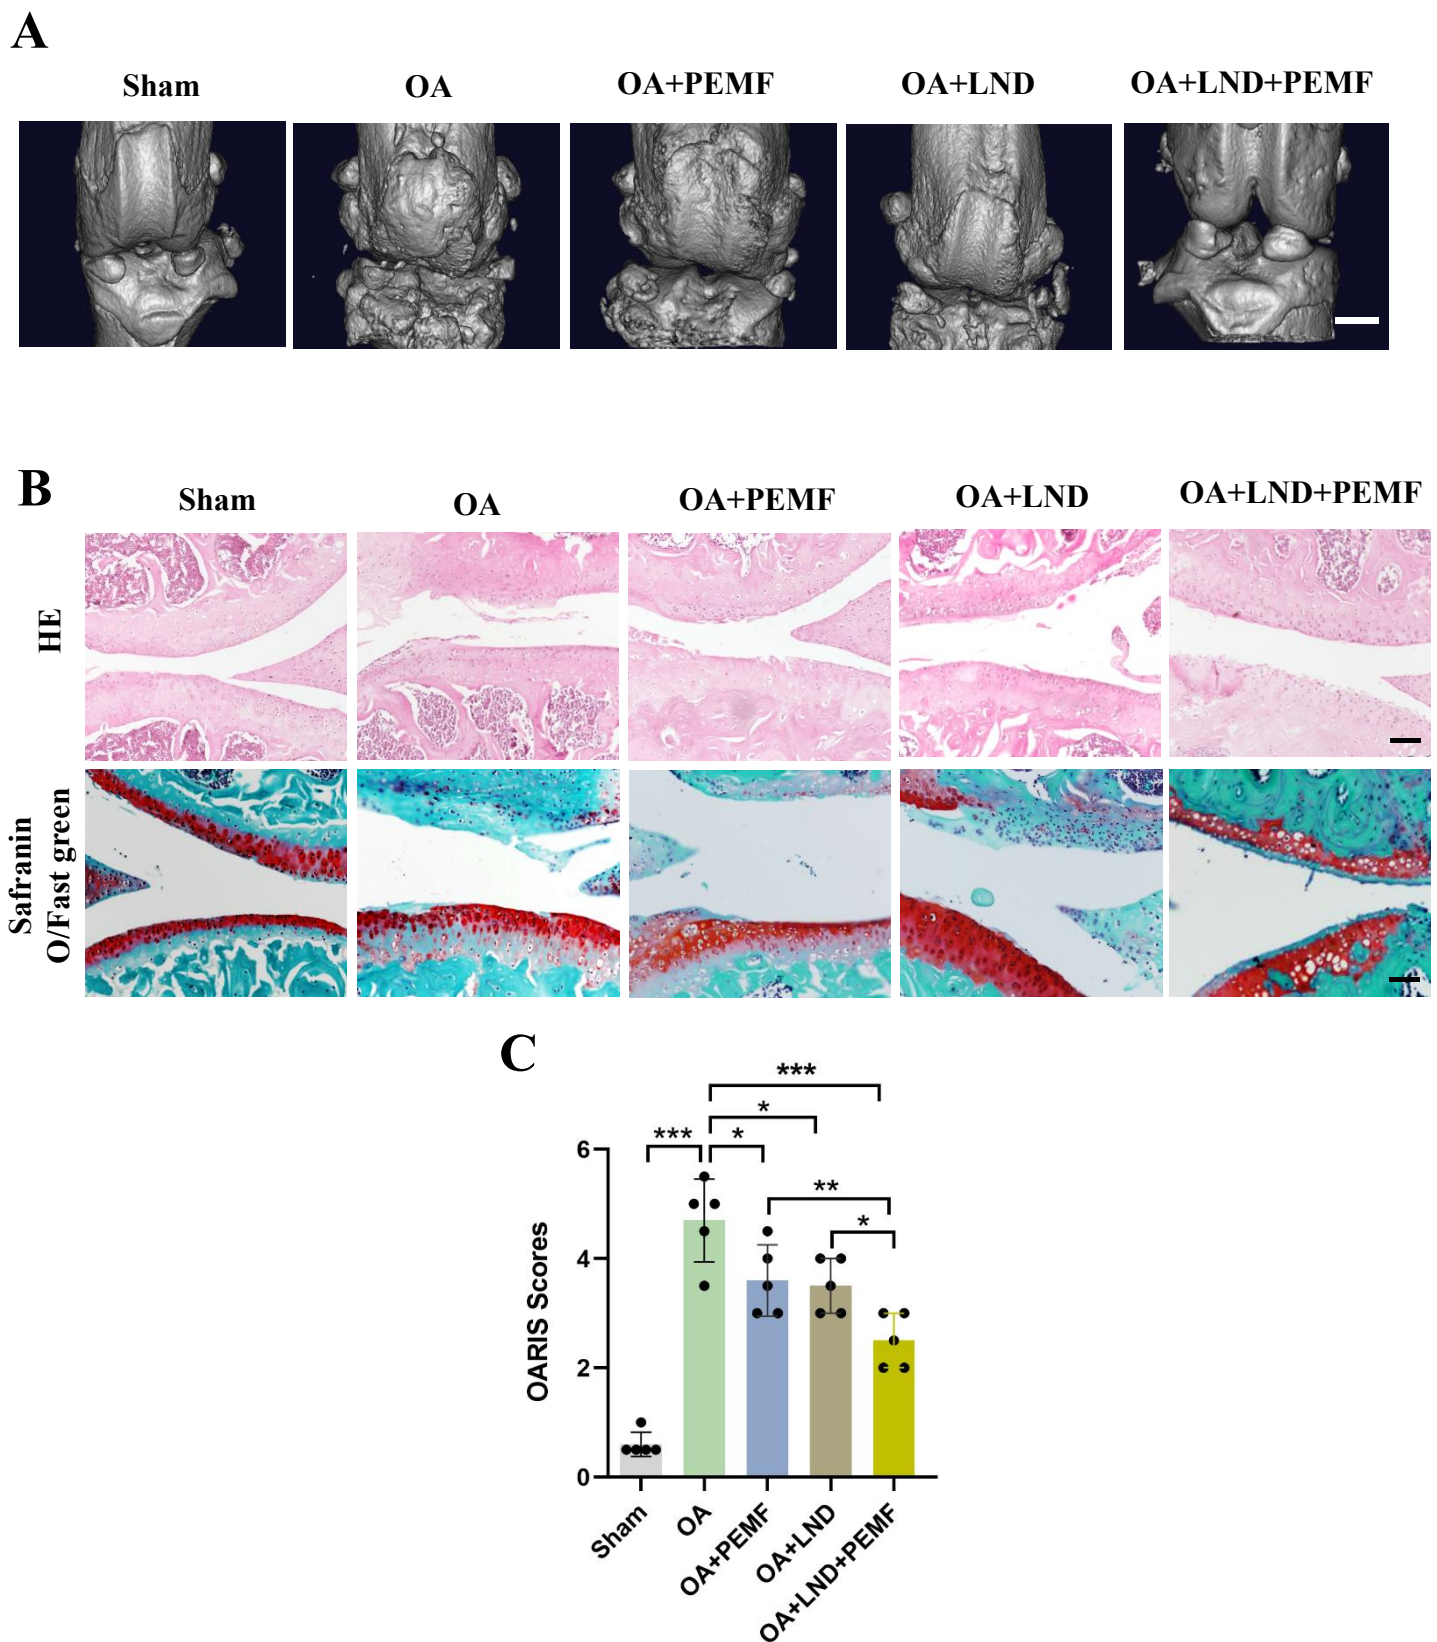 A
Sham
OA
OA+PEMF
OA+LND
OA+LND+PEMF
B
Sham
OA
OA+PEMF
OA+LND
OA+LND+PEMF
HE
Safranin
O/Fast green
C
***
*
***
*
**
*
6
4
2
0
OARIS Scores
Sham
OA
OA+PEMF
OA+LND
OA+LND+PEMF